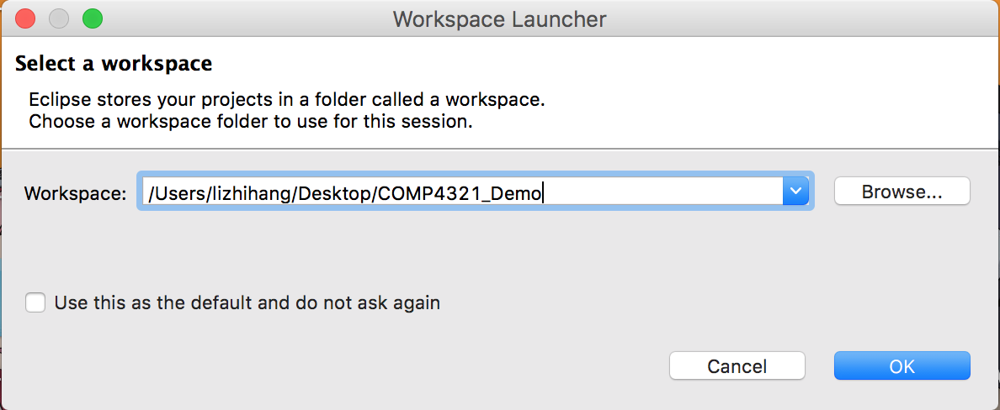 Workspace Launcher
Select a workspace
Eclipse stores your projects in a folder called a workspace.
Choose a workspace folder to use for this session.
Workspace: /Users/lizhihang/Desktop/COMP4321_Demo Browse...
Use this as the default and do not ask again
Cancel OK